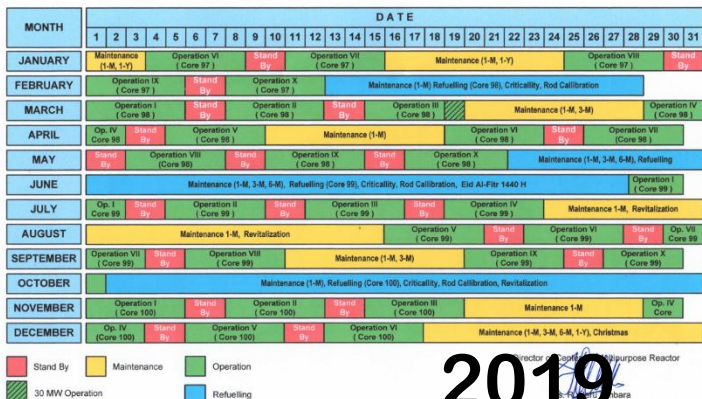 MONTH
DATE
1 2 3 4 5 6 7 8 9 10 11 12 13 14 15 16 17 18 19 20 21 22 23 24 25 26 27 28 29 30 31
JANUARY
Maintenance Operation VI Stand Operation VII Maintenance (1-M, 1-Y) Operation VIII Stand
(1-M, 1-Y) ( Core 97 ) By ( Core 97 ) ( Core 97 ) By
FEBRUARY
Operation IX Stand Operation X Maintenance (1-M) Refuelling (Core 98), Criticallity, Rod Callibration
( Core 97 ) By ( Core 97 )
MARCH
Operation I Stand Operation II Stand Operation III Maintenance (1-M, 3-M) Operation IV
( Core 98 ) By ( Core 98 ) By ( Core 98 ) ( Core 98 )
APRIL
Op. IV Stand Operation V Maintenance (1-M) Operation VI Stand Operation VII
Core 98 By ( Core 98 ) ( Core 98 ) By ( Core 98 )
MAY
Stand Operation VIII Stand Operation IX Stand Operation X Maintenance (1-M, 3-M, 6-M), Refuelling
By (Core 98) By ( Core 98 ) By ( Core 98 )
JUNE
Maintenance (1-M, 3-M, 6-M), Refuelling (Core 99), Criticallity, Rod Callibration, Eid Al-Fitr 1440 H Operation I
( Core 99 )
JULY
Op. I Stand Operation II Stand Operation III Stand Operation IV Maintenance 1-M, Revitalization
Core 99 By ( Core 99 ) By ( Core 99 ) By ( Core 99 )
AUGUST
Maintenance 1-M, Revitalization Operation V Stand Operation VI Stand Op. VII
( Core 99 ) By ( Core 99 ) By Core 99
SEPTEMBER
Operation VII Stand Operation VIII Maintenance (1-M, 3-M) Operation IX Stand Operation X
( Core 99) By ( Core 99) ( Core 99) By ( Core 99)
OCTOBER
Maintenance (1-M), Refuelling (Core 100), Criticallity, Rod Callibration, Revitalization
NOVEMBER
Operation I Stand Operation II Stand Operation III Maintenance 1-M Op. IV
( Core 100) By ( Core 100) By ( Core 100) Core
DECEMBER
Op. IV Stand Operation V Stand Operation VI Maintenance (1-M, 3-M, 6-M, 1-Y), Christmas
(Core 100) By ( Core 100) By ( Core 100)
Stand By Maintenance Operation
30 MW Operation Refuelling
Reactor
2019